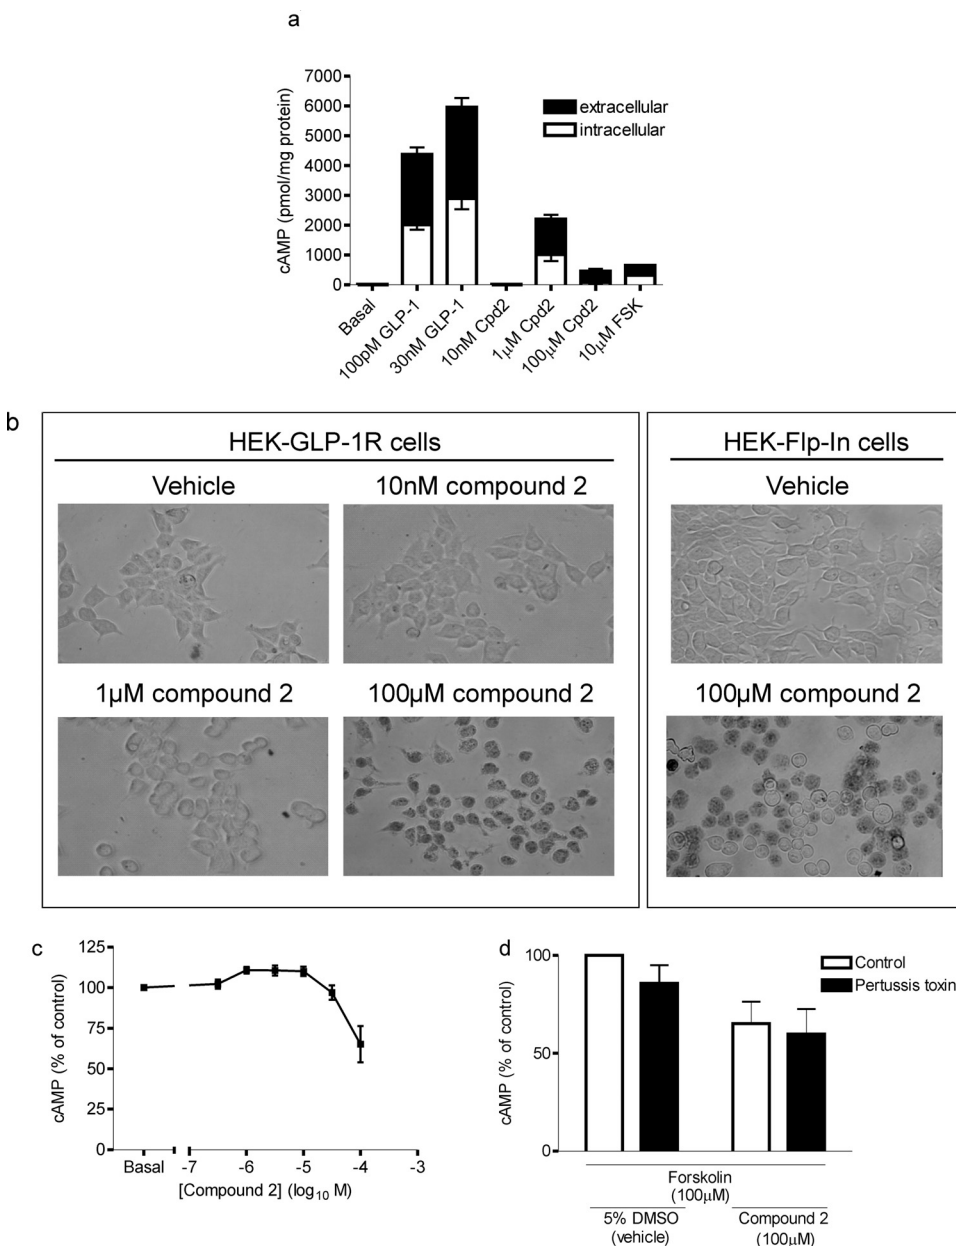 a
7000
6000
5000
4000
3000
2000
1000
0
cAMP (pmol/mg protein)
extracellular
intracellular
Basal
100pM GLP-1
30nM GLP-1
10nM Cpd2
1µM Cpd2
100µM Cpd2
10µM FSK
b
HEK-GLP-1R cells
HEK-Flp-In cells
Vehicle
10nM compound 2
Vehicle
1µM compound 2
100µM compound 2
100µM compound 2
c
125
100
75
50
25
0
cAMP (% of control)
Basal
-7
-6
-5
-4
-3
[Compound 2] (log₁₀ M)
d
100
50
0
cAMP (% of control)
Control
Pertussis toxin
Forskolin
(100µM)
5% DMSO
(vehicle)
Compound 2
(100µM)